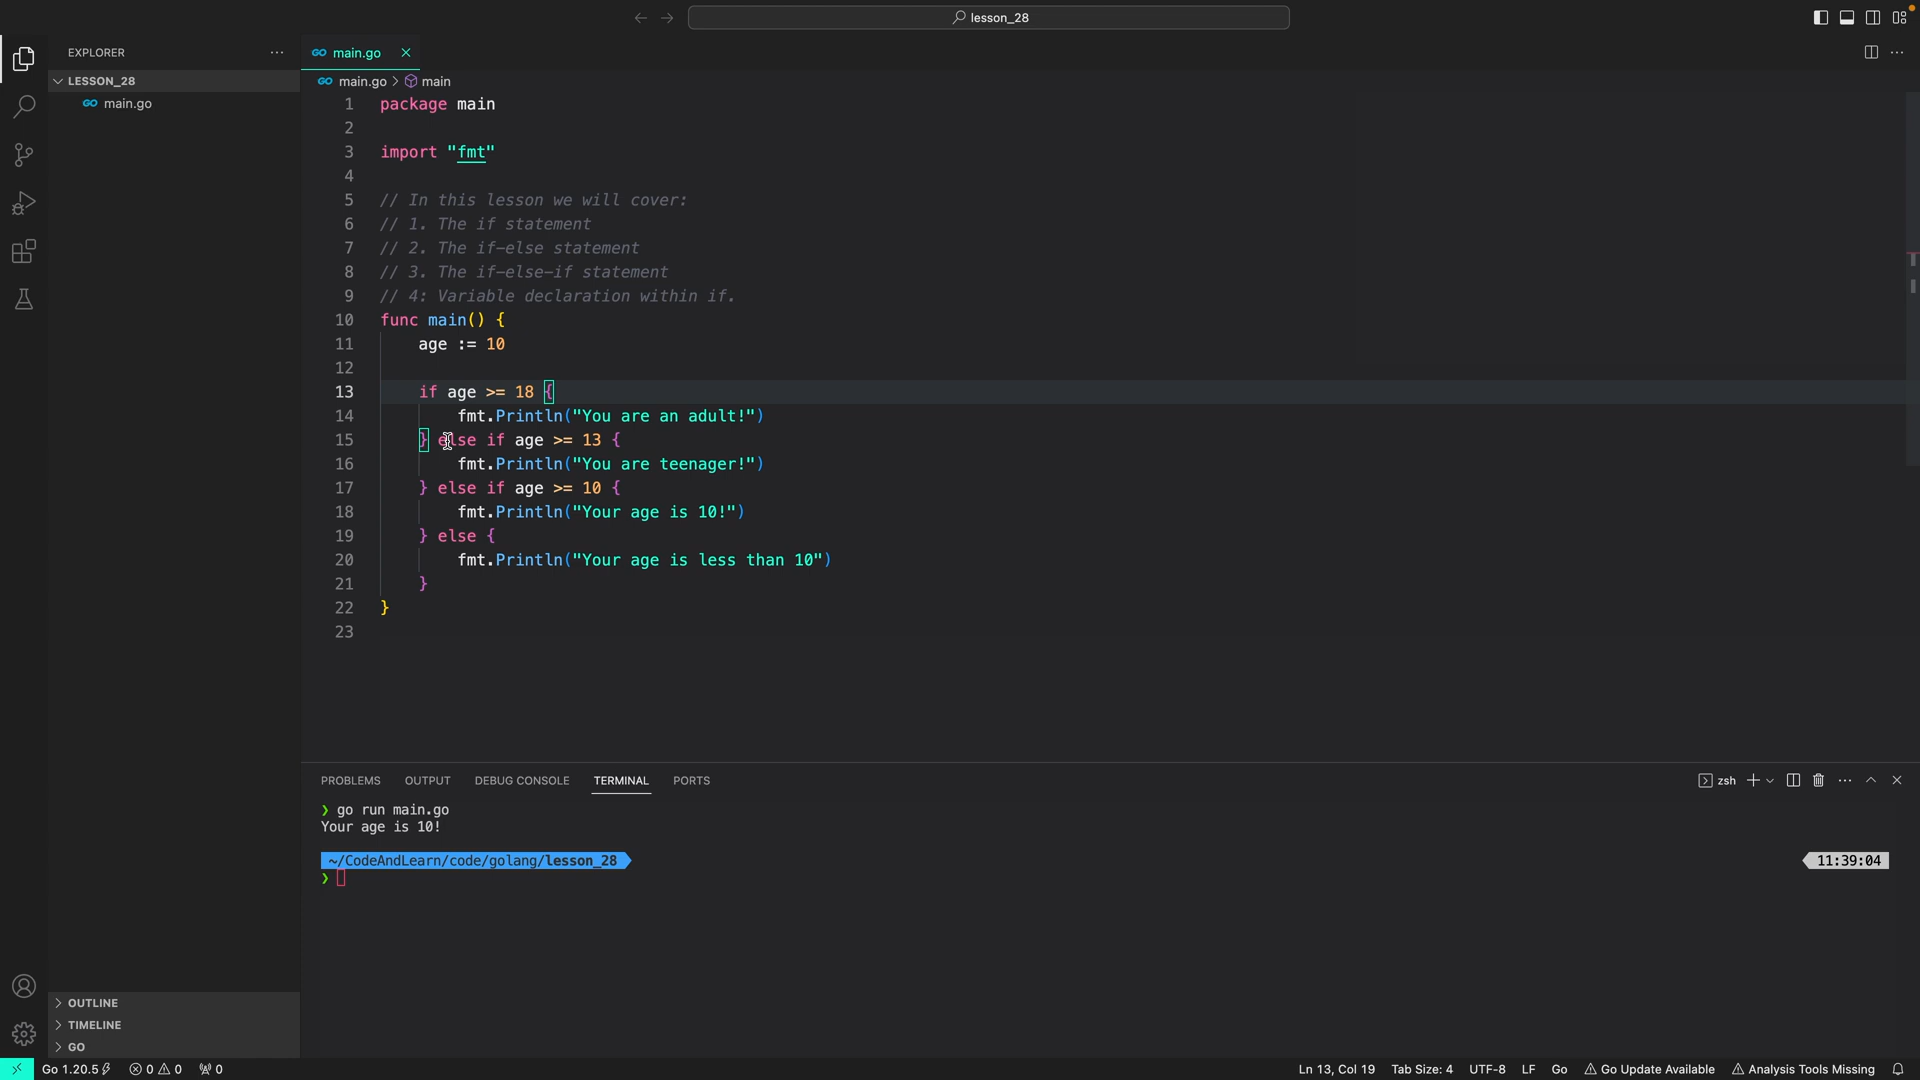 lesson_28
EXPLORER
main.go
LESSON_28
main.go
main.go > main
1 package main
2
3 import "fmt"
4
5 // In this lesson we will cover:
6 // 1. The if statement
7 // 2. The if-else statement
8 // 3. The if-else-if statement
9 // 4: Variable declaration within if.
10 func main() {
11 age := 10
12
13 if age >= 18 {
14 fmt.Println("You are an adult!")
15 } else if age >= 13 {
16 fmt.Println("You are teenager!")
17 } else if age >= 10 {
18 fmt.Println("Your age is 10!")
19 } else {
20 fmt.Println("Your age is less than 10")
21 }
22 }
23
PROBLEMS OUTPUT DEBUG CONSOLE TERMINAL PORTS
zsh
❯ go run main.go
Your age is 10!
~/CodeAndLearn/code/golang/lesson_28
11:39:04
❯
OUTLINE
TIMELINE
GO
Go 1.20.5 0 0 0
Ln 13, Col 19 Tab Size: 4 UTF-8 LF Go Go Update Available Analysis Tools Missing